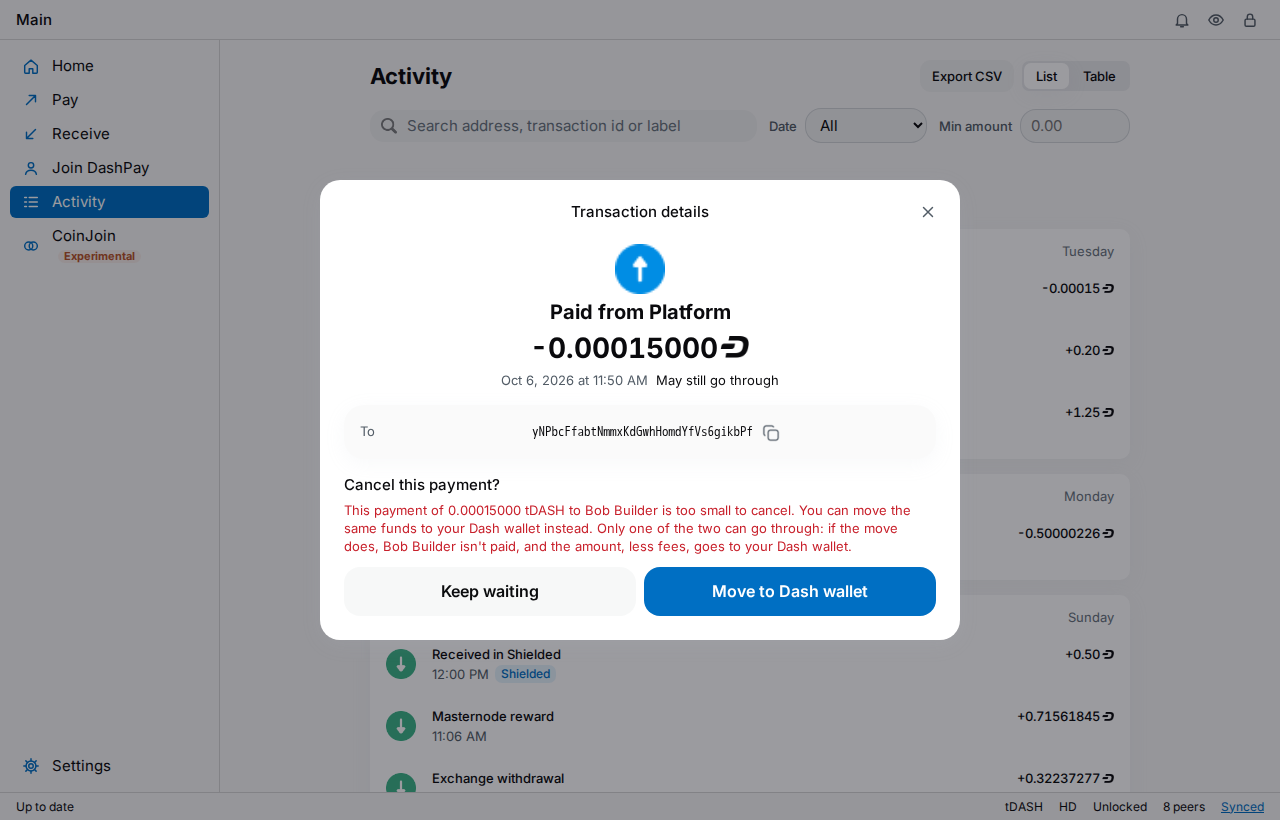 Main
Home
Pay
Receive
Join DashPay
Activity
CoinJoin
Experimental
Settings
Activity
Export CSV
List
Table
Search address, transaction id or label
Date
All
Min amount
0.00
Tuesday
-0.00015
+0.20
+1.25
Monday
-0.50000226
Sunday
Transaction details
Paid from Platform
-0.00015000
Oct 6, 2026 at 11:50 AM May still go through
To
yNPbcFfabtNmmxKdGwhHomdYfVs6gikbPf
Cancel this payment?
This payment of 0.00015000 tDASH to Bob Builder is too small to cancel. You can move the
same funds to your Dash wallet instead. Only one of the two can go through: if the move
does, Bob Builder isn't paid, and the amount, less fees, goes to your Dash wallet.
Keep waiting
Move to Dash wallet
Received in Shielded
+0.50
12:00 PM Shielded
Masternode reward
+0.71561845
11:06 AM
Exchange withdrawal
+0.32237277
Up to date
tDASH
HD
Unlocked
8 peers
Synced